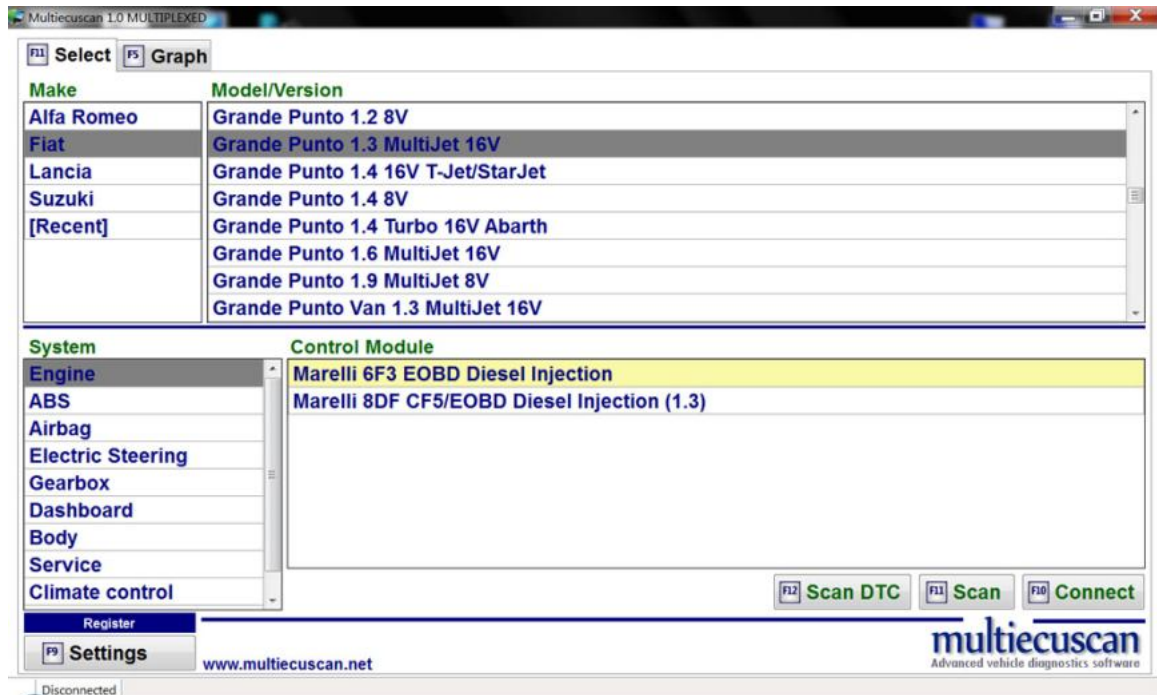 Multiecuscan 1.0 MULTIPLEXED
F11 Select F5 Graph
Make
Alfa Romeo
Fiat
Lancia
Suzuki
[Recent]
Model/Version
Grande Punto 1.2 8V
Grande Punto 1.3 MultiJet 16V
Grande Punto 1.4 16V T-Jet/StarJet
Grande Punto 1.4 8V
Grande Punto 1.4 Turbo 16V Abarth
Grande Punto 1.6 MultiJet 16V
Grande Punto 1.9 MultiJet 8V
Grande Punto Van 1.3 MultiJet 16V
System
Engine
ABS
Airbag
Electric Steering
Gearbox
Dashboard
Body
Service
Climate control
Control Module
Marelli 6F3 EOBD Diesel Injection
Marelli 8DF CF5/EOBD Diesel Injection (1.3)
F12 Scan DTC F11 Scan F10 Connect
Register
F9 Settings
www.multiecuscan.net
multiecuscan
Advanced vehicle diagnostics software
Disconnected